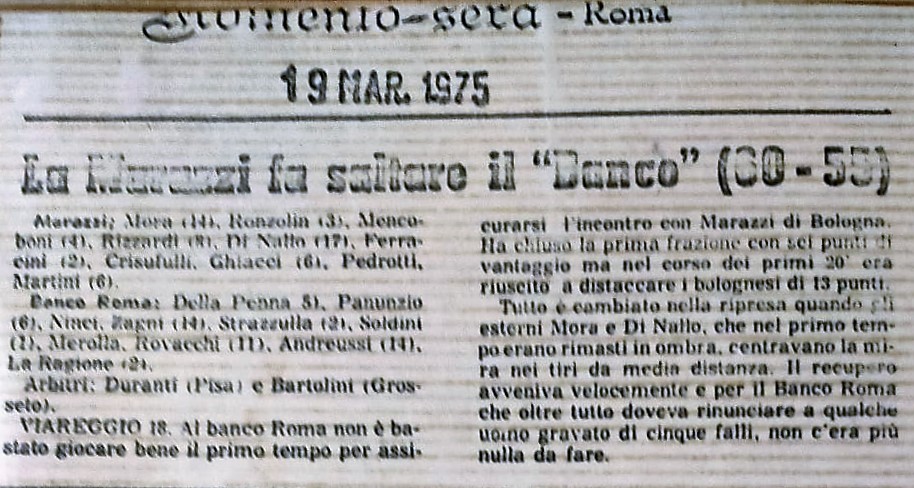 Momento-sera - Roma
19 MAR. 1975
La Marazzi fa saltare il "Banco" (60-55)
Marazzi; Mora (14), Ronzolin (3), Menco-
boni (4), Rizzardi (8), Di Nallo (17), Ferra-
cini (2), Crisufulli, Ghiacci (6), Pedrotti,
Martini (6).
Banco Roma: Della Penna 5), Panunzio
(6), Ninci, Zagni (14), Strazzulla (2), Soldini
Merolla, Rovacchi (11), Andreussi (14),
La Ragione (2).
Arbitri: Duranti (Pisa) e Bartolini (Gros-
seto).
VIAREGGIO 18. Al banco Roma non è ba-
stato giocare bene il primo tempo per assi-
curarsi l'incontro con Marazzi di Bologna.
Ha chiuso la prima frazione con sei punti di
vantaggio ma nel corso dei primi 20' era
riuscito a distaccare i bolognesi di 13 punti.
Tutto è cambiato nella ripresa quando gli
esterni Mora e Di Nallo, che nel primo tem-
po erano rimasti in ombra, centravano la mi-
ra nei tiri da media distanza. Il recupero
avveniva velocemente e per il Banco Roma
che oltre tutto doveva rinunciare a qualche
uomo gravato di cinque falli, non c'era più
nulla da fare.